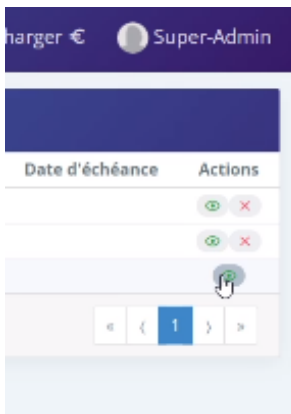 harger € Super-Admin
Date d'échéance Actions
« ⟨ 1 ⟩ »